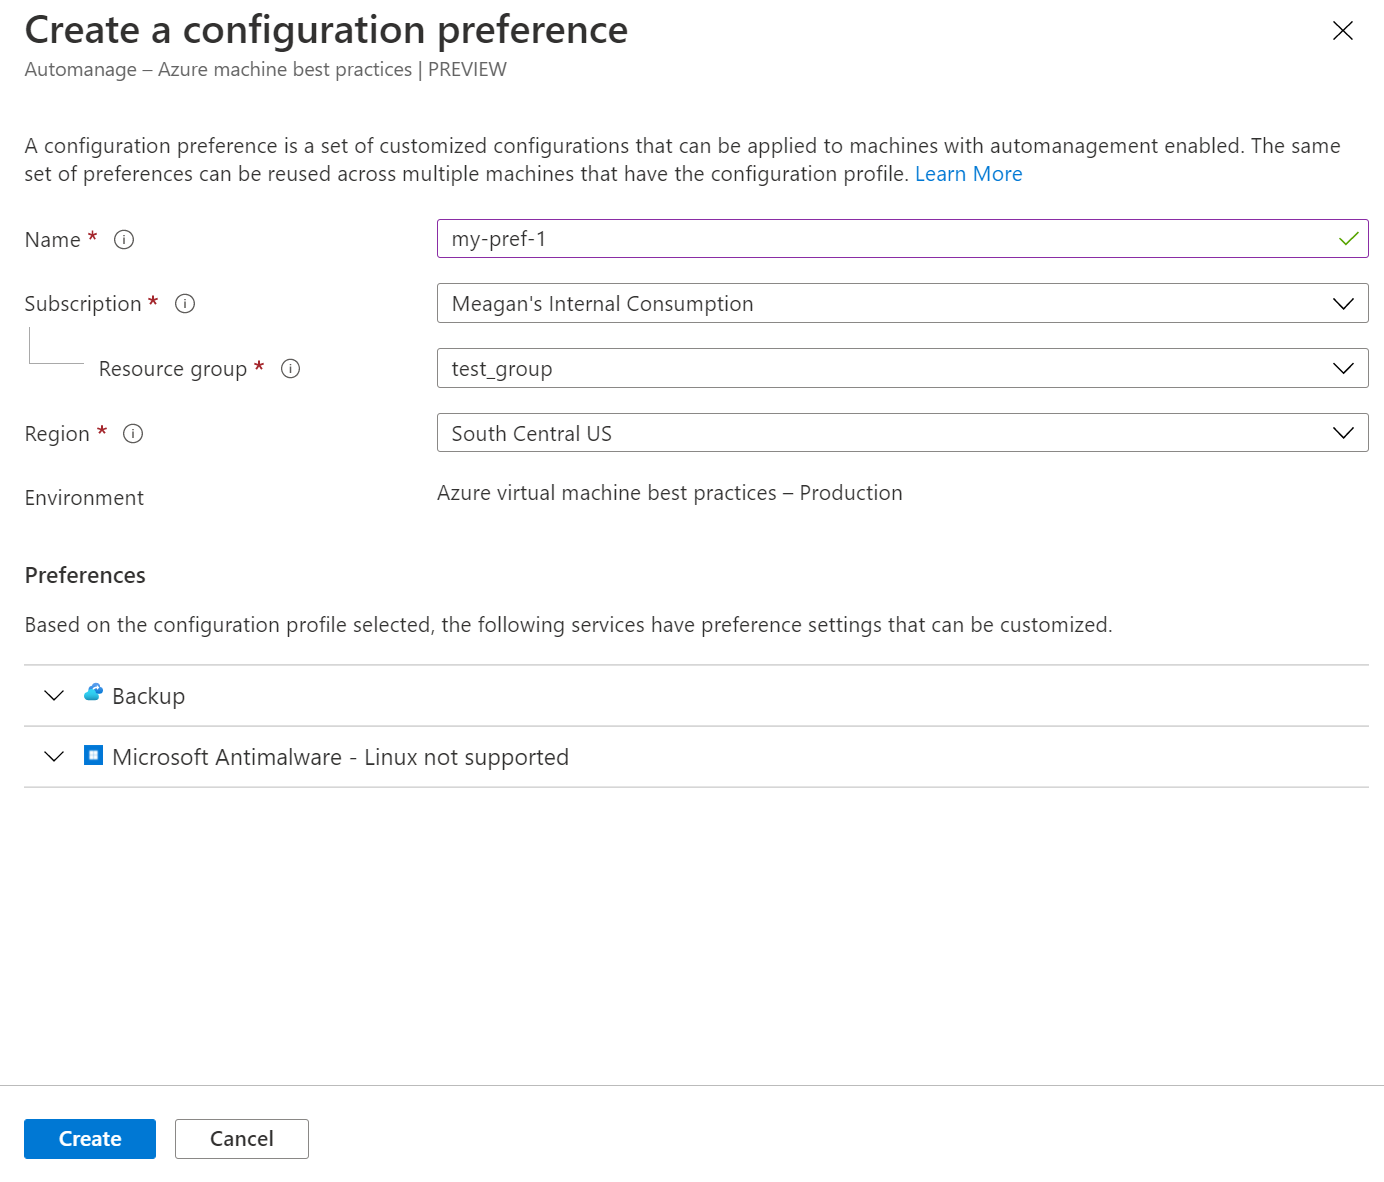 Create a configuration preference
Automanage – Azure machine best practices | PREVIEW
A configuration preference is a set of customized configurations that can be applied to machines with automanagement enabled. The same
set of preferences can be reused across multiple machines that have the configuration profile. Learn More
Name *
my-pref-1
Subscription *
Meagan's Internal Consumption
Resource group *
test_group
Region *
South Central US
Environment
Azure virtual machine best practices – Production
Preferences
Based on the configuration profile selected, the following services have preference settings that can be customized.
Backup
Microsoft Antimalware - Linux not supported
Create
Cancel